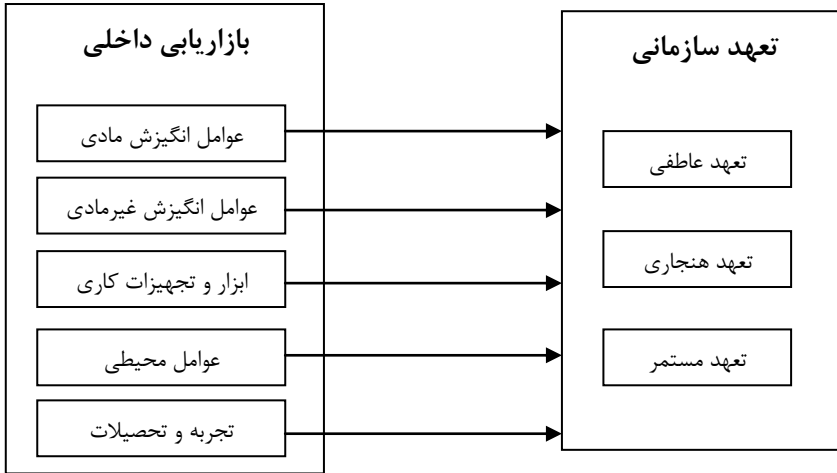 بازاریابی داخلی
عوامل انگیزش مادی
عوامل انگیزش غیرمادی
ابزار و تجهیزات کاری
عوامل محیطی
تجربه و تحصیلات
تعهد سازمانی
تعهد عاطفی
تعهد هنجاری
تعهد مستمر